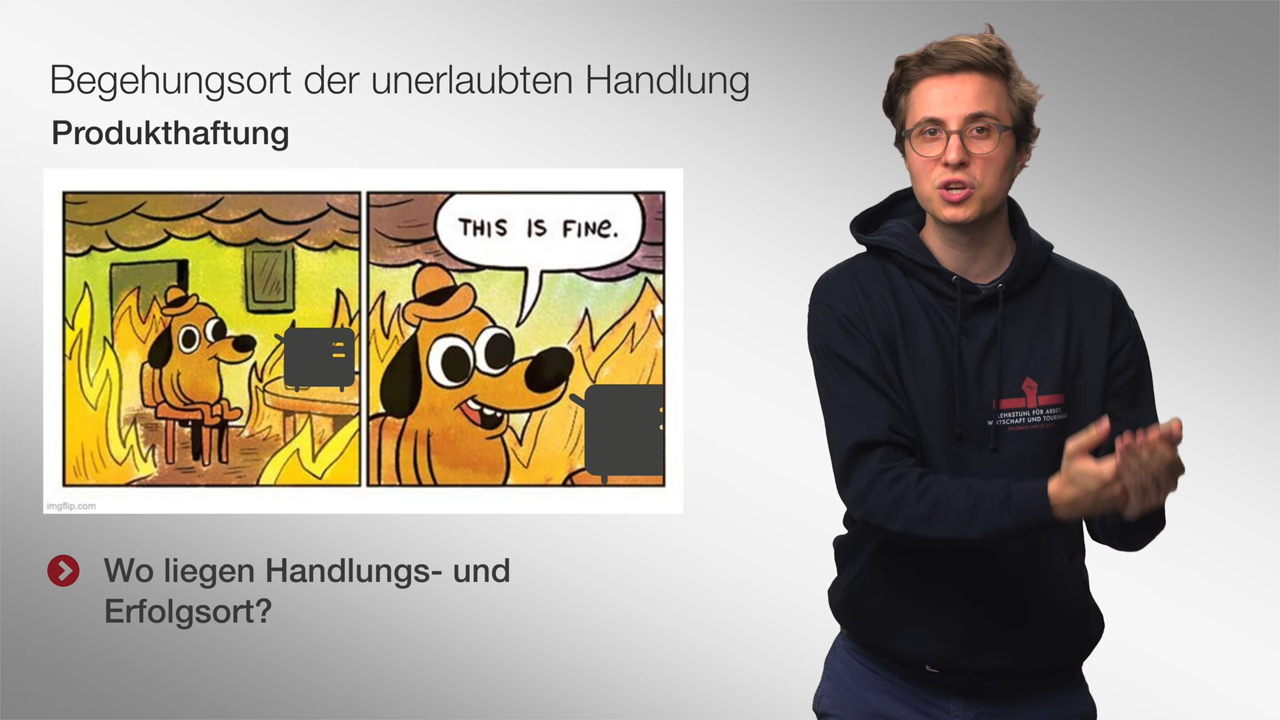 Begehungsort der unerlaubten Handlung
Produkthaftung
THIS IS FINE.
imgflip.com
Wo liegen Handlungs- und
Erfolgsort?
LEHRSTUHL FÜR ARBEIT,
WIRTSCHAFT UND